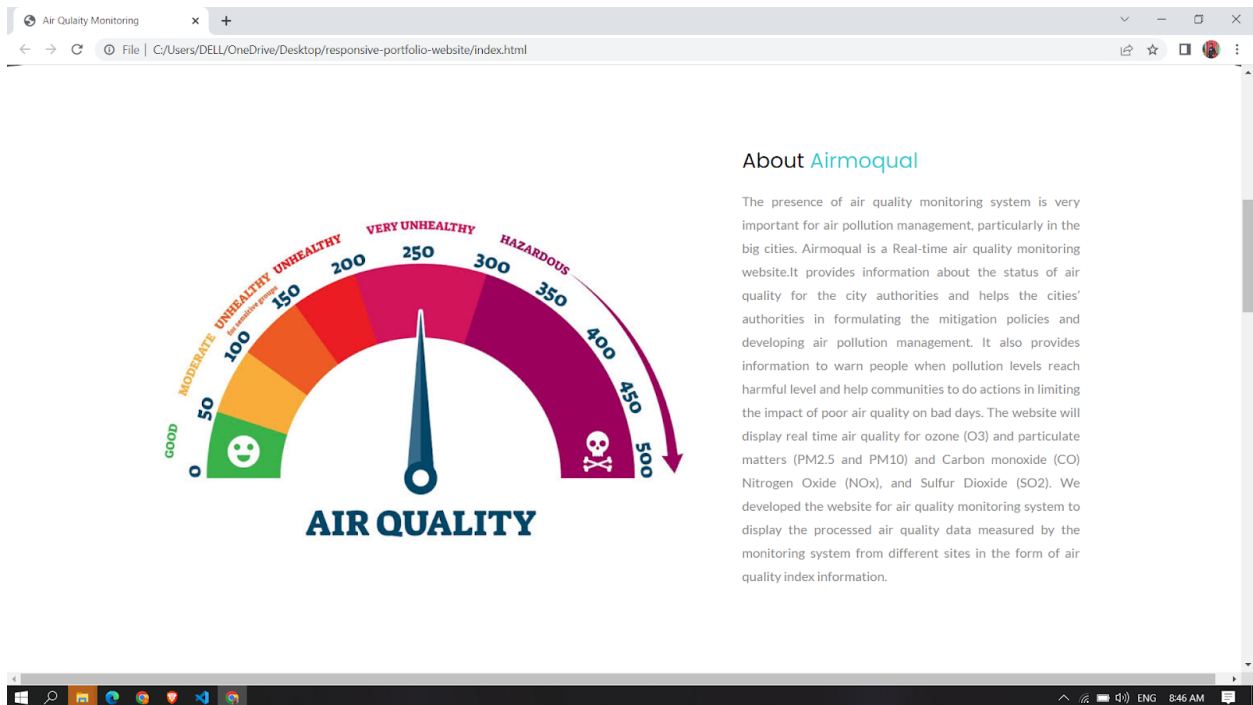 Air Qulaity Monitoring
File | C:/Users/DELL/OneDrive/Desktop/responsive-portfolio-website/index.html
About Airmoqual
The presence of air quality monitoring system is very
important for air pollution management, particularly in the
big cities. Airmoqual is a Real-time air quality monitoring
website.It provides information about the status of air
quality for the city authorities and helps the cities'
authorities in formulating the mitigation policies and
developing air pollution management. It also provides
information to warn people when pollution levels reach
harmful level and help communities to do actions in limiting
the impact of poor air quality on bad days. The website will
display real time air quality for ozone (O3) and particulate
matters (PM2.5 and PM10) and Carbon monoxide (CO)
Nitrogen Oxide (NOx), and Sulfur Dioxide (SO2). We
developed the website for air quality monitoring system to
display the processed air quality data measured by the
monitoring system from different sites in the form of air
quality index information.
GOOD
MODERATE
UNHEALTHY
for sensitive groups
UNHEALTHY
VERY UNHEALTHY
HAZARDOUS
0
50
100
150
200
250
300
350
400
450
500
AIR QUALITY
ENG 8:46 AM